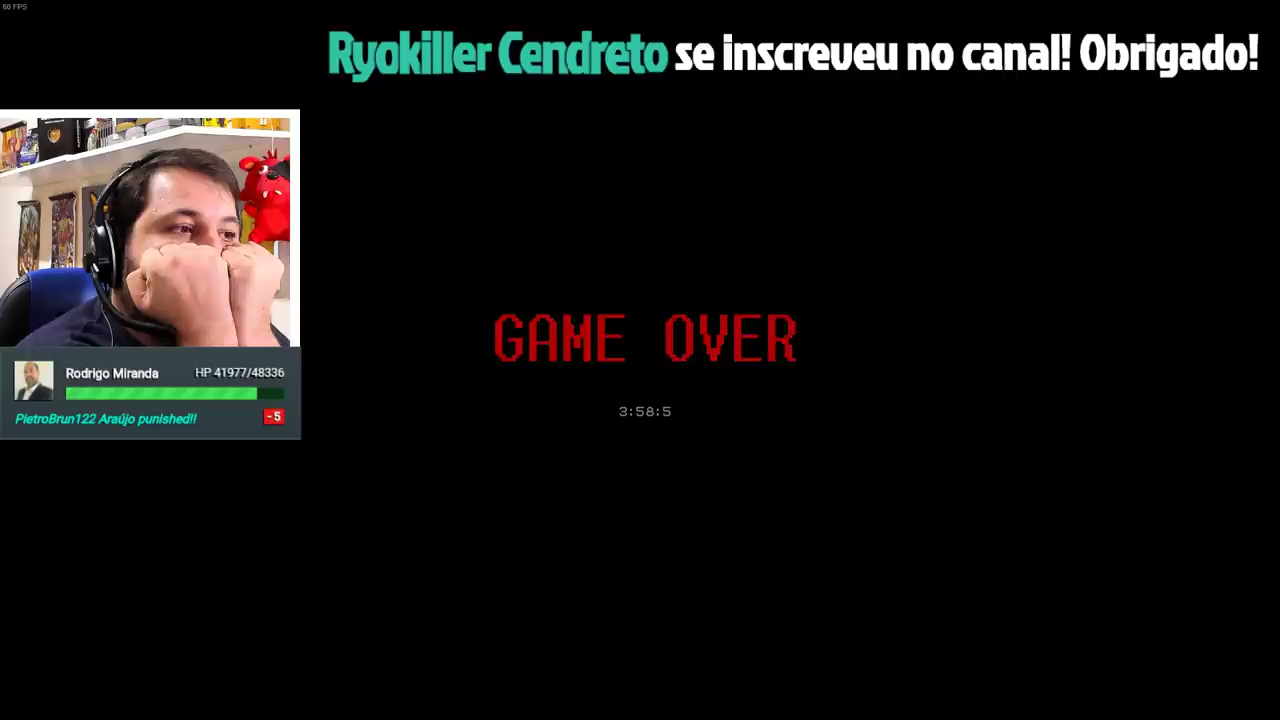 60 FPS
Ryokiller Cendreto se inscreveu no canal! Obrigado!
GAME OVER
3:58:5
Rodrigo Miranda HP 41977/48336
PietroBrun122 Araújo punished!! -5